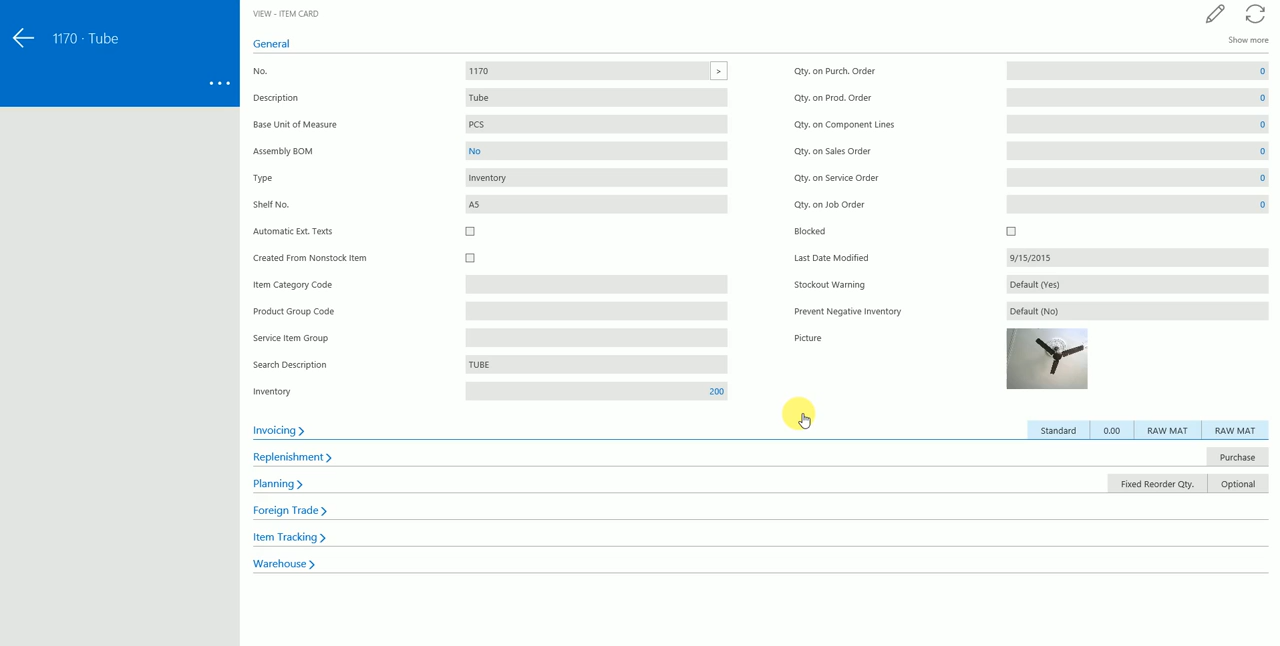 1170 · Tube
VIEW - ITEM CARD
General
Show more
No.
1170
>
Description
Tube
Base Unit of Measure
PCS
Assembly BOM
No
Type
Inventory
Shelf No.
A5
Automatic Ext. Texts
Created From Nonstock Item
Item Category Code
Product Group Code
Service Item Group
Search Description
TUBE
Inventory
200
Qty. on Purch. Order
0
Qty. on Prod. Order
0
Qty. on Component Lines
0
Qty. on Sales Order
0
Qty. on Service Order
0
Qty. on Job Order
0
Blocked
Last Date Modified
9/15/2015
Stockout Warning
Default (Yes)
Prevent Negative Inventory
Default (No)
Picture
Invoicing
Standard
0.00
RAW MAT
RAW MAT
Replenishment
Purchase
Planning
Fixed Reorder Qty.
Optional
Foreign Trade
Item Tracking
Warehouse